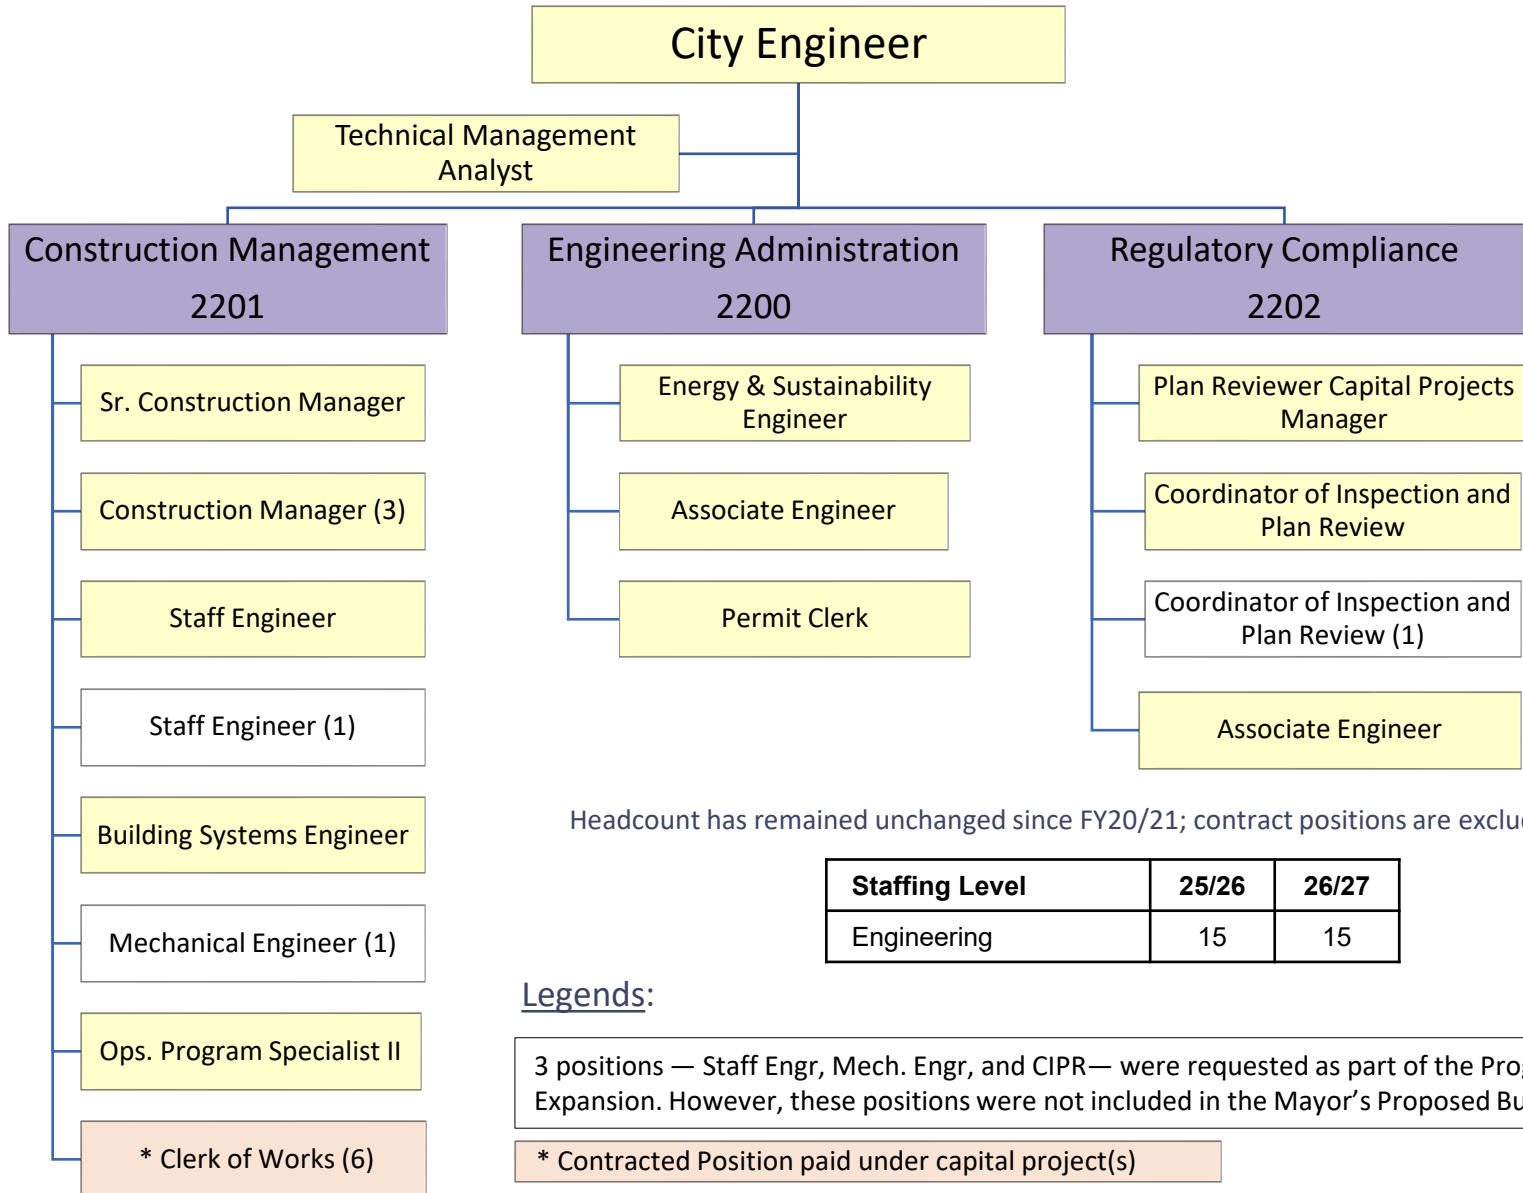 City Engineer
Technical Management
Analyst
Construction Management
2201
Engineering Administration
2200
Regulatory Compliance
2202
Sr. Construction Manager
Construction Manager (3)
Staff Engineer
Staff Engineer (1)
Building Systems Engineer
Mechanical Engineer (1)
Ops. Program Specialist II
* Clerk of Works (6)
Energy & Sustainability
Engineer
Associate Engineer
Permit Clerk
Plan Reviewer Capital Projects
Manager
Coordinator of Inspection and
Plan Review
Coordinator of Inspection and
Plan Review (1)
Associate Engineer
Headcount has remained unchanged since FY20/21; contract positions are
Staffing Level 25/26 26/27
Engineering 15 15
Legends:
3 positions — Staff Engr, Mech. Engr, and CIPR— were requested as part of the
Expansion. However, these positions were not included in the Mayor’s Proposed
* Contracted Position paid under capital project(s)